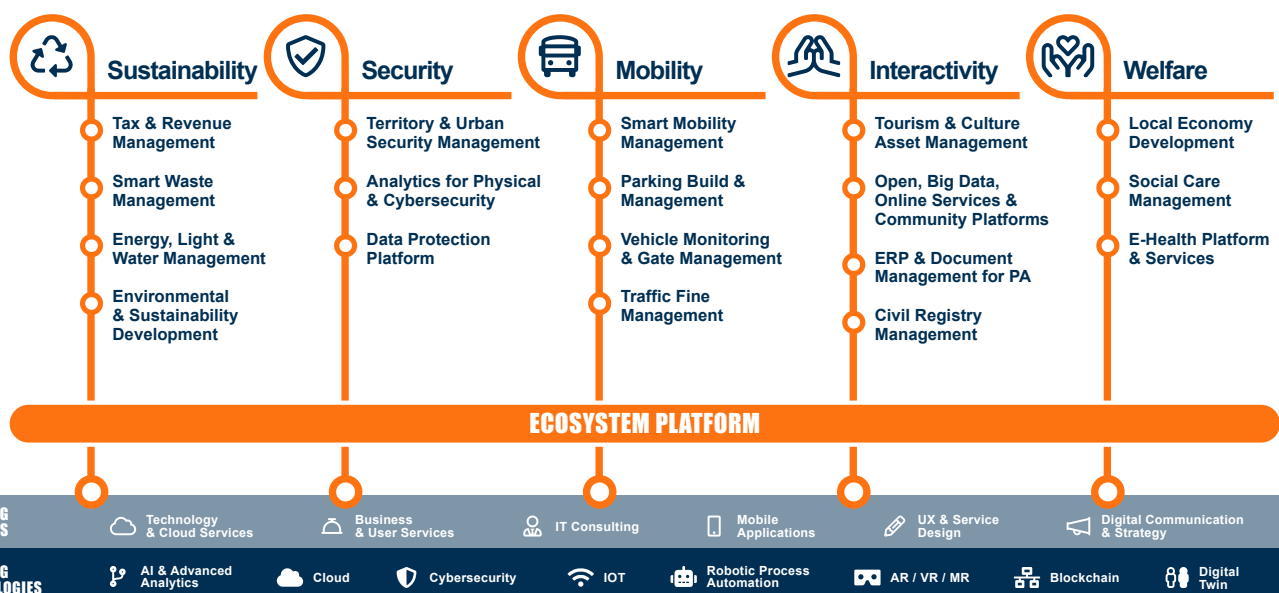 Sustainability
Tax & Revenue
Management
Smart Waste
Management
Energy, Light &
Water Management
Environmental
& Sustainability
Development
Security
Territory & Urban
Security Management
Analytics for Physical
& Cybersecurity
Data Protection
Platform
Mobility
Smart Mobility
Management
Parking Build &
Management
Vehicle Monitoring
& Gate Management
Traffic Fine
Management
Interactivity
Tourism & Culture
Asset Management
Open, Big Data,
Online Services &
Community Platforms
ERP & Document
Management for PA
Civil Registry
Management
Welfare
Local Economy
Development
Social Care
Management
E-Health Platform
& Services
ECOSYSTEM PLATFORM
Technology
& Cloud Services
Business
& User Services
IT Consulting
Mobile
Applications
UX & Service
Design
Digital Communication
& Strategy
AI & Advanced
Analytics
Cloud
Cybersecurity
IOT
Robotic Process
Automation
AR / VR / MR
Blockchain
Digital
Twin